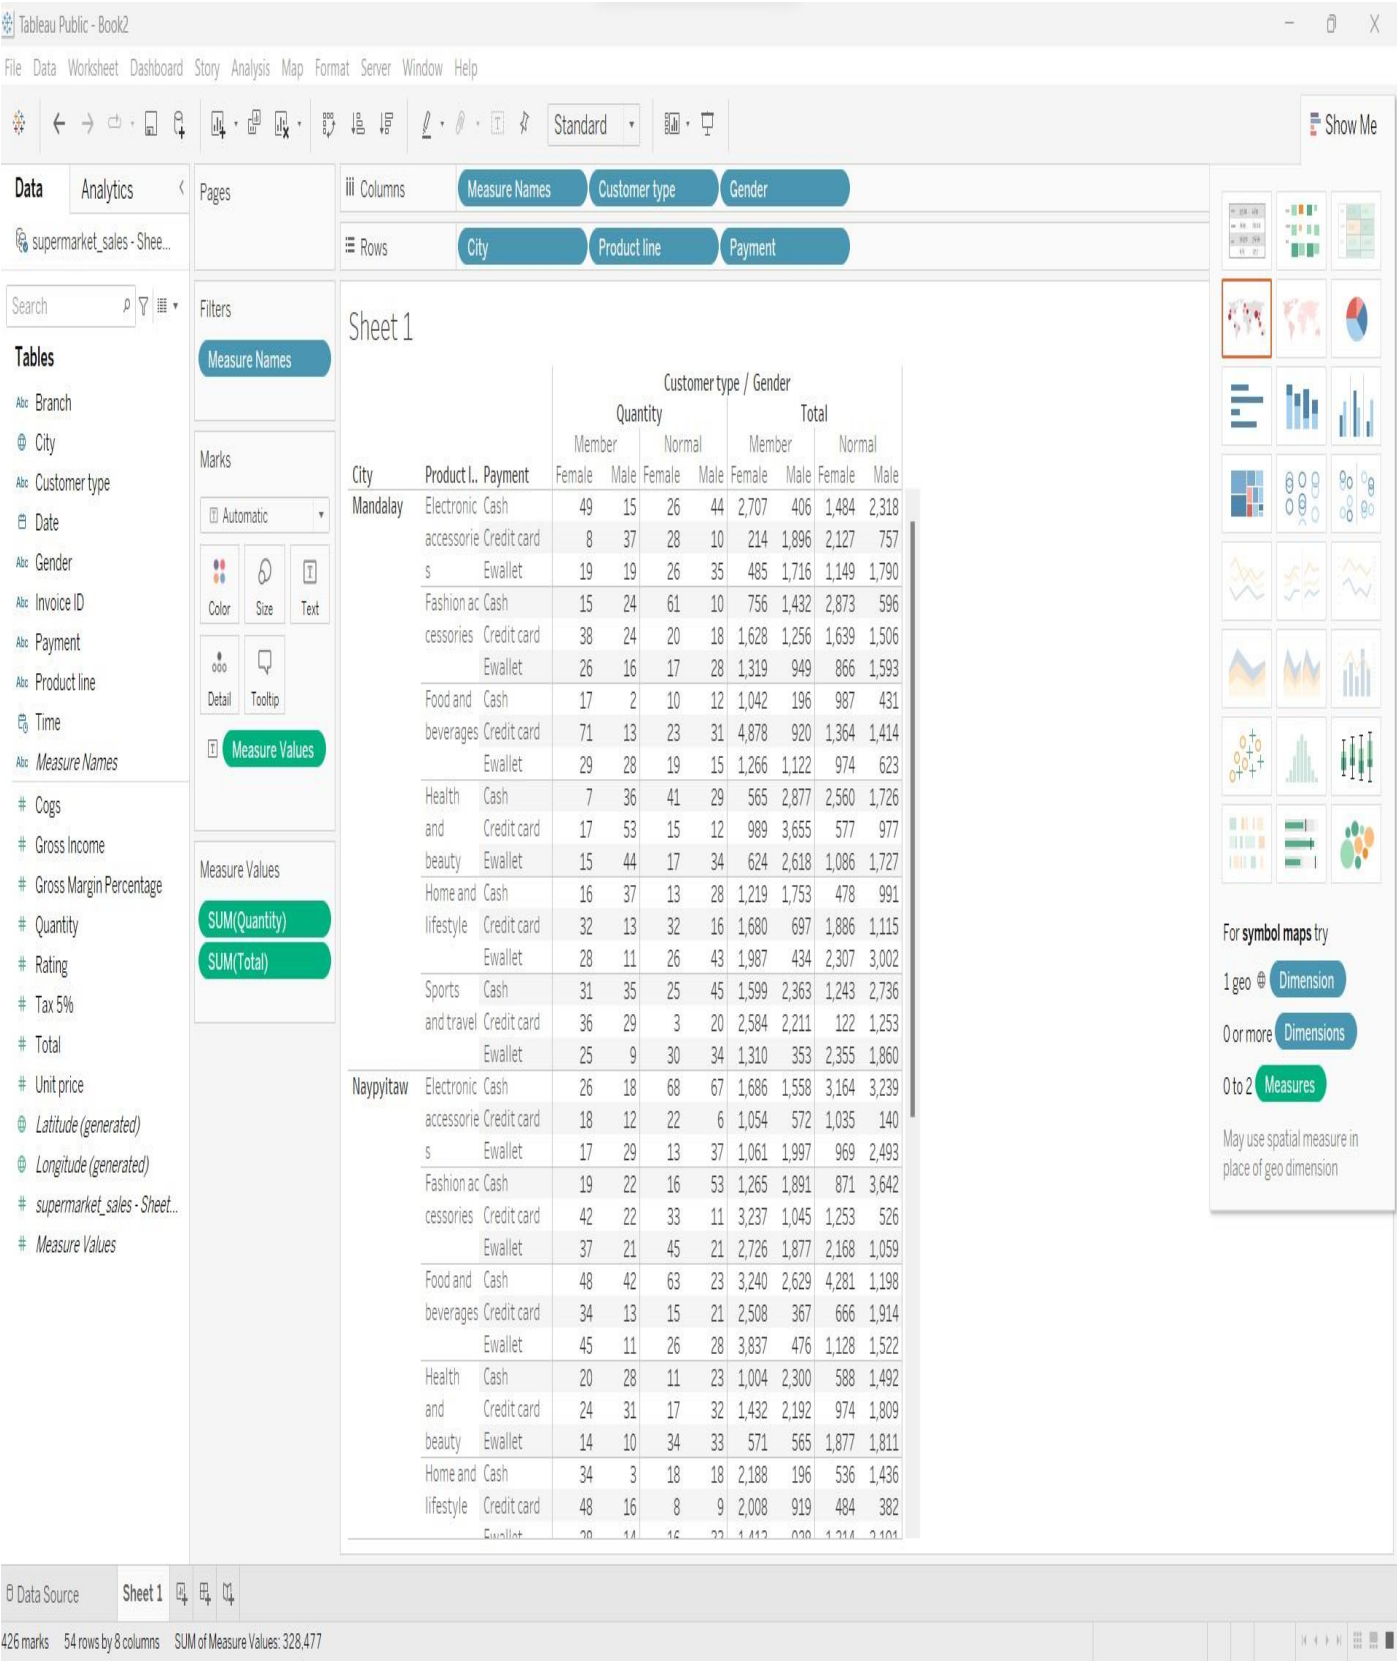 Tableau Public - Book2
File Data Worksheet Dashboard Story Analysis Map Format Server Window Help
Standard
Show Me
Data Analytics
supermarket_sales - Shee...
Search
Tables
Abc Branch
City
Abc Customer type
Date
Abc Gender
Abc Invoice ID
Abc Payment
Abc Product line
Time
Abc Measure Names
# Cogs
# Gross Income
# Gross Margin Percentage
# Quantity
# Rating
# Tax 5%
# Total
# Unit price
Latitude (generated)
Longitude (generated)
# supermarket_sales - Sheet...
# Measure Values
Pages
Filters
Measure Names
Marks
Automatic
Color Size Text
Detail Tooltip
Measure Values
Measure Values
SUM(Quantity)
SUM(Total)
Columns Measure Names Customer type Gender
Rows City Product line Payment
Sheet 1
Customer type / Gender
Quantity Total
Member Normal Member Normal
City Product l.. Payment Female Male Female Male Female Male Female Male
Mandalay Electronic Cash 49 15 26 44 2,707 406 1,484 2,318
accessorie Credit card 8 37 28 10 214 1,896 2,127 757
s Ewallet 19 19 26 35 485 1,716 1,149 1,790
Fashion ac Cash 15 24 61 10 756 1,432 2,873 596
cessories Credit card 38 24 20 18 1,628 1,256 1,639 1,506
Ewallet 26 16 17 28 1,319 949 866 1,593
Food and Cash 17 2 10 12 1,042 196 987 431
beverages Credit card 71 13 23 31 4,878 920 1,364 1,414
Ewallet 29 28 19 15 1,266 1,122 974 623
Health Cash 7 36 41 29 565 2,877 2,560 1,726
and Credit card 17 53 15 12 989 3,655 577 977
beauty Ewallet 15 44 17 34 624 2,618 1,086 1,727
Home and Cash 16 37 13 28 1,219 1,753 478 991
lifestyle Credit card 32 13 32 16 1,680 697 1,886 1,115
Ewallet 28 11 26 43 1,987 434 2,307 3,002
Sports Cash 31 35 25 45 1,599 2,363 1,243 2,736
and travel Credit card 36 29 3 20 2,584 2,211 122 1,253
Ewallet 25 9 30 34 1,310 353 2,355 1,860
Naypyitaw Electronic Cash 26 18 68 67 1,686 1,558 3,164 3,239
accessorie Credit card 18 12 22 6 1,054 572 1,035 140
s Ewallet 17 29 13 37 1,061 1,997 969 2,493
Fashion ac Cash 19 22 16 53 1,265 1,891 871 3,642
cessories Credit card 42 22 33 11 3,237 1,045 1,253 526
Ewallet 37 21 45 21 2,726 1,877 2,168 1,059
Food and Cash 48 42 63 23 3,240 2,629 4,281 1,198
beverages Credit card 34 13 15 21 2,508 367 666 1,914
Ewallet 45 11 26 28 3,837 476 1,128 1,522
Health Cash 20 28 11 23 1,004 2,300 588 1,492
and Credit card 24 31 17 32 1,432 2,192 974 1,809
beauty Ewallet 14 10 34 33 571 565 1,877 1,811
Home and Cash 34 3 18 18 2,188 196 536 1,436
lifestyle Credit card 48 16 8 9 2,008 919 484 382
Ewallet
For symbol maps try
1 geo Dimension
0 or more Dimensions
0 to 2 Measures
May use spatial measure in
place of geo dimension
Data Source Sheet 1
426 marks 54 rows by 8 columns SUM of Measure Values: 328,477